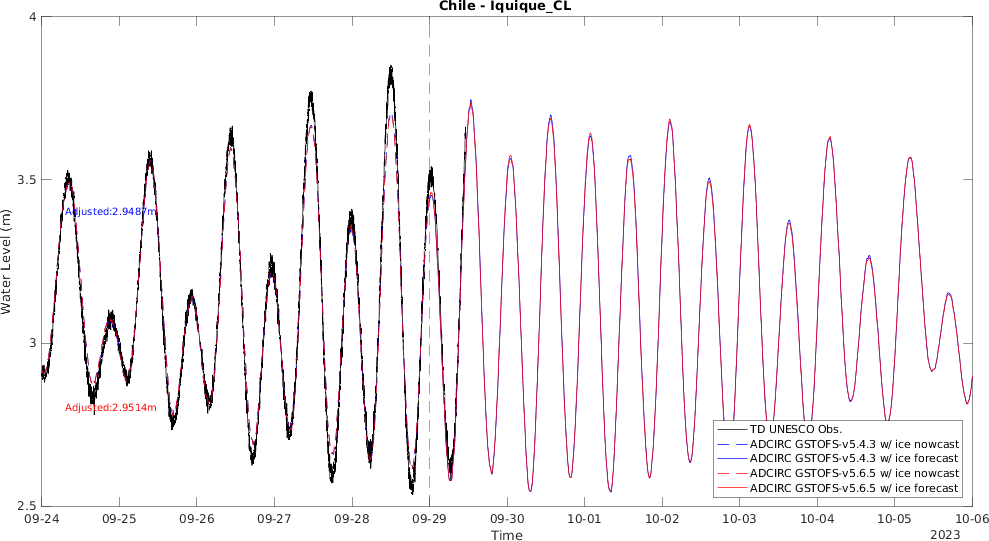 Chile - Iquique_CL
4
3.5
3
2.5
Water Level (m)
Adjusted:2.9487m
Adjusted:2.9514m
TD UNESCO Obs.
ADCIRC GSTOFS-v5.4.3 w/ ice nowcast
ADCIRC GSTOFS-v5.4.3 w/ ice forecast
ADCIRC GSTOFS-v5.6.5 w/ ice nowcast
ADCIRC GSTOFS-v5.6.5 w/ ice forecast
09-24 09-25 09-26 09-27 09-28 09-29 09-30 10-01 10-02 10-03 10-04 10-05 10-06
Time
2023